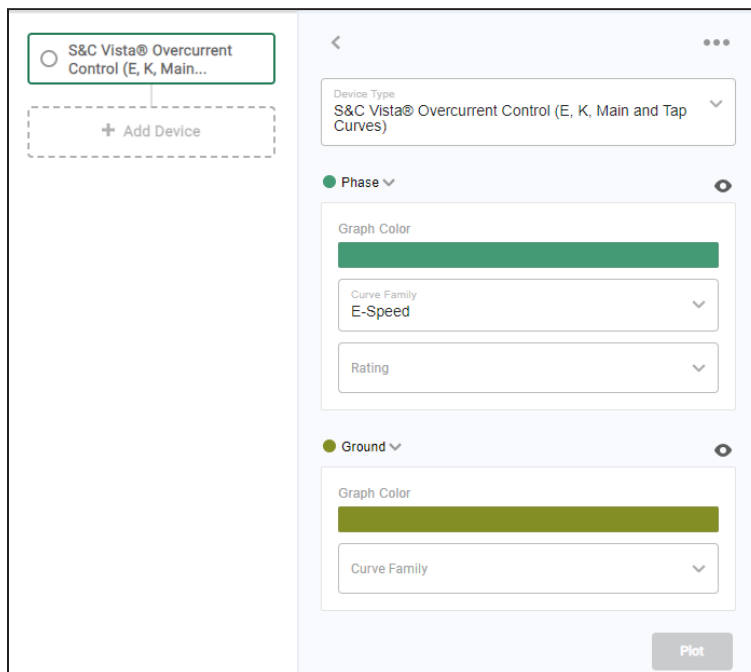 S&C Vista® Overcurrent
Control (E, K, Main...
+ Add Device
Device Type
S&C Vista® Overcurrent Control (E, K, Main and Tap
Curves)
Phase
Graph Color
Curve Family
E-Speed
Rating
Ground
Graph Color
Curve Family
Plot